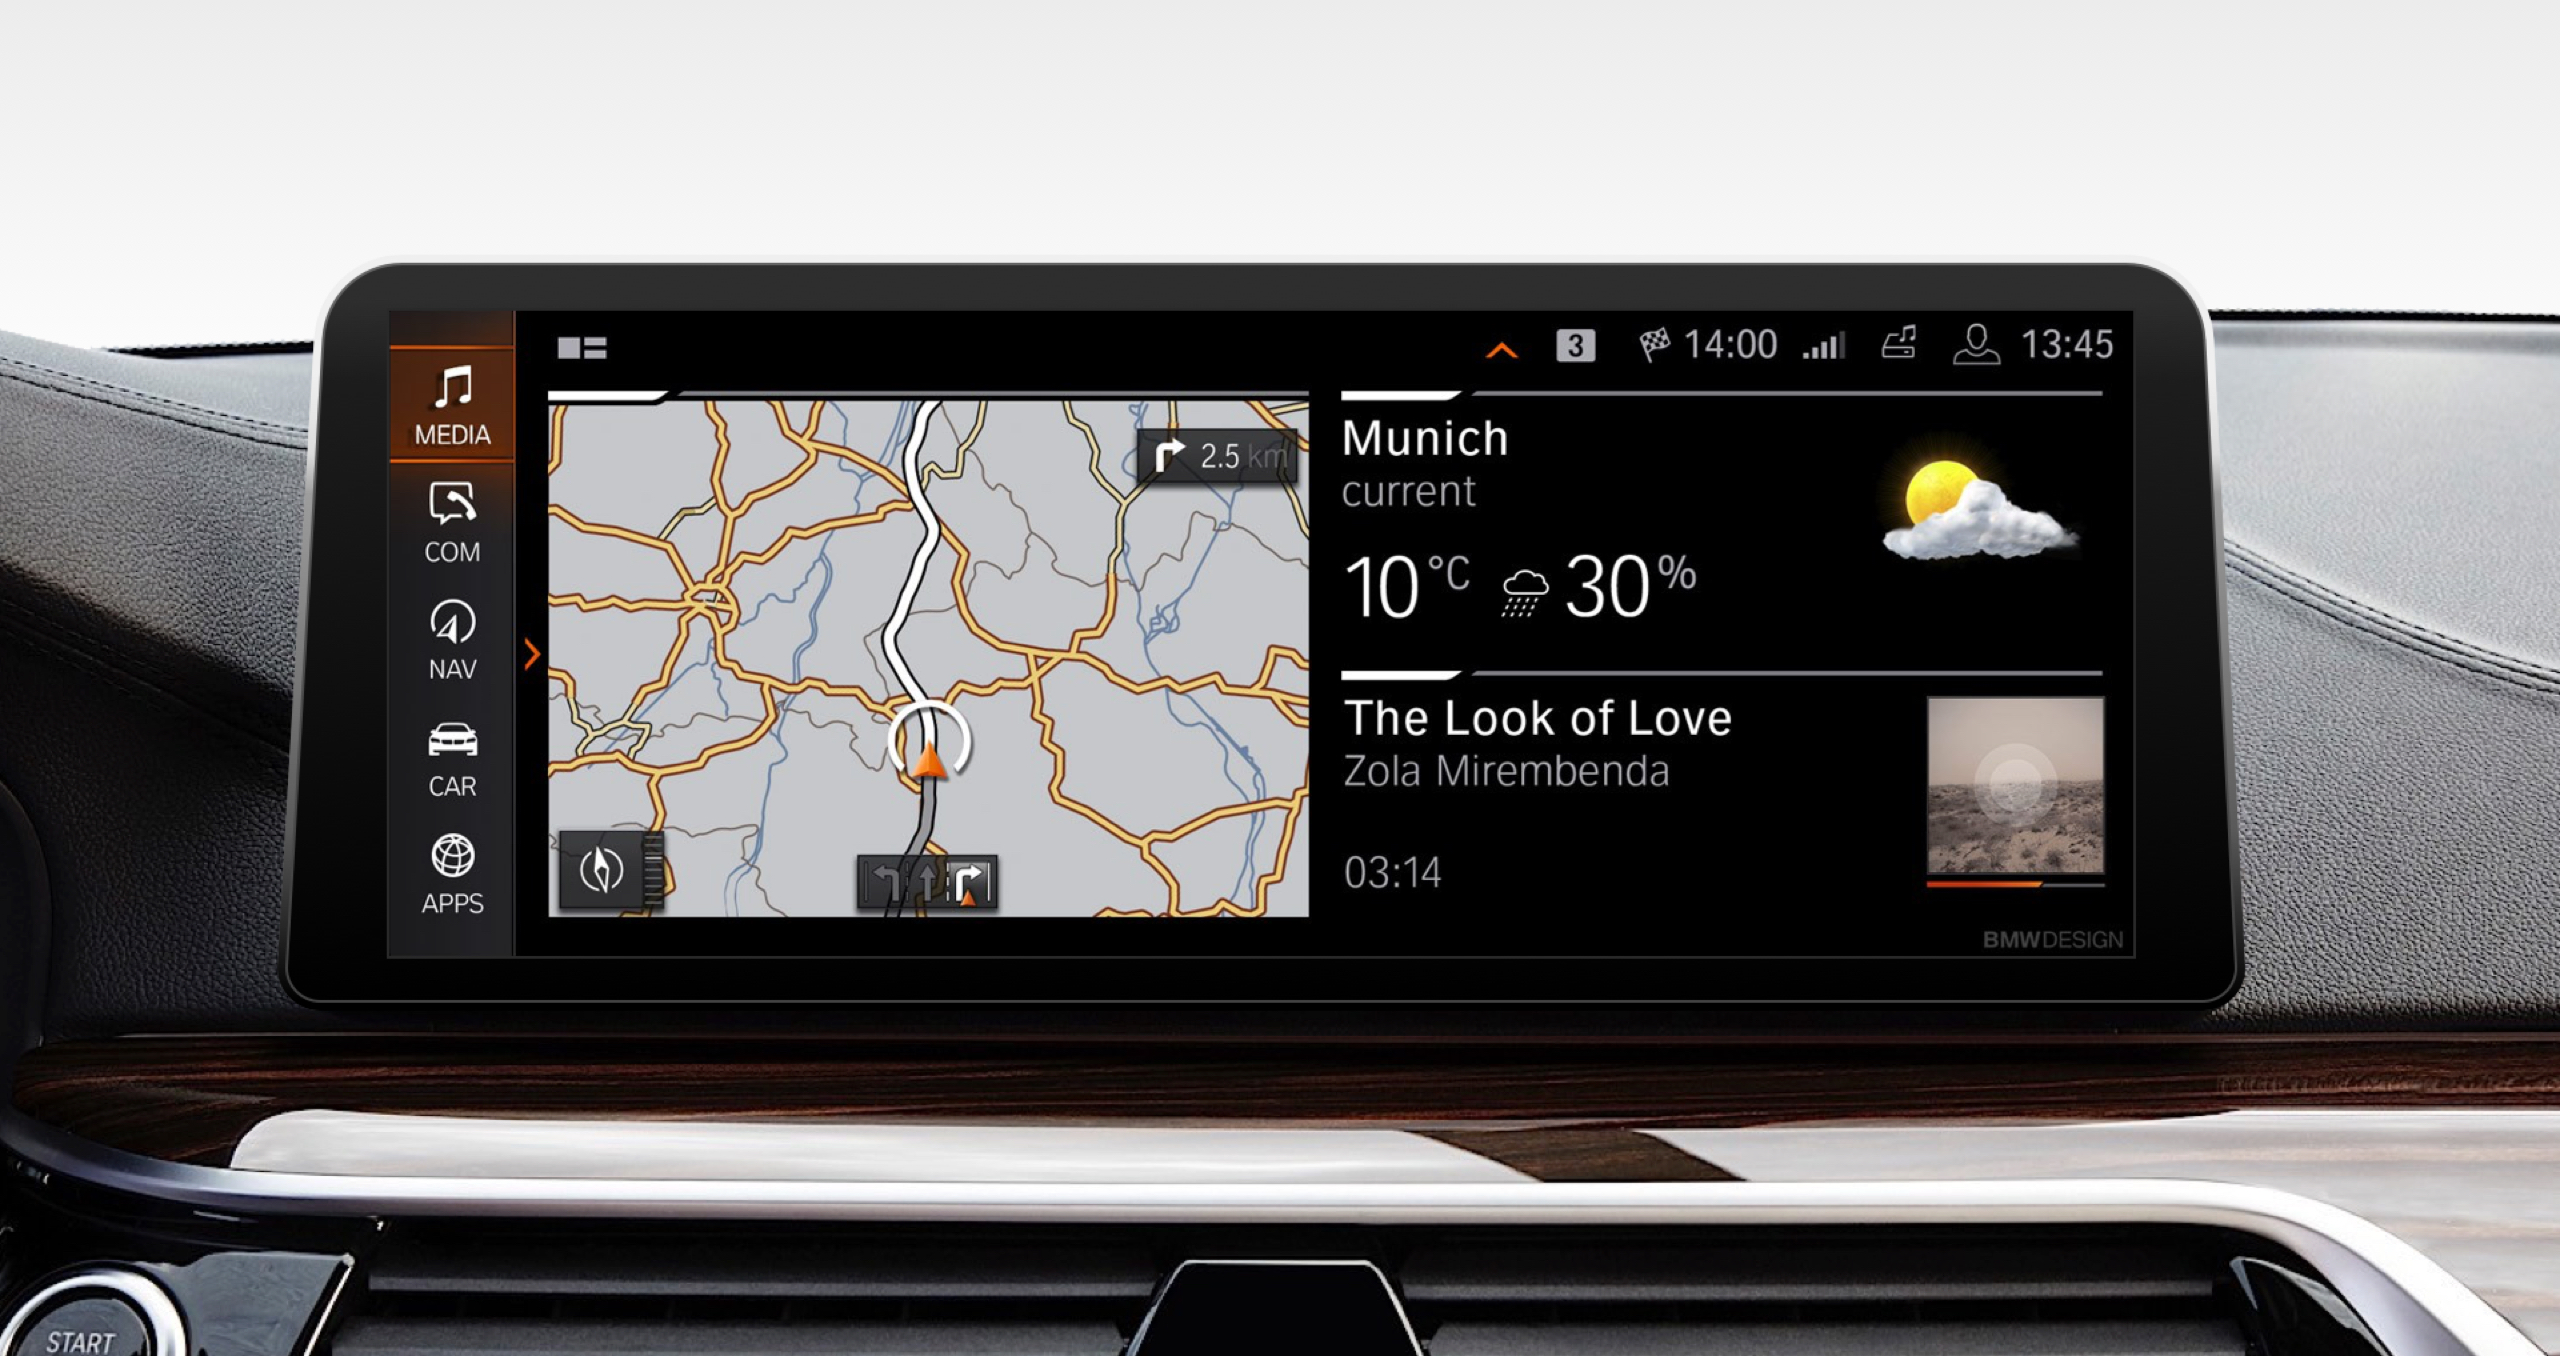 3 14:00 13:45
MEDIA
COM
NAV
CAR
APPS
2.5 km
Munich
current
10 °C 30 %
The Look of Love
Zola Mirembenda
03:14
BMWDESIGN
START